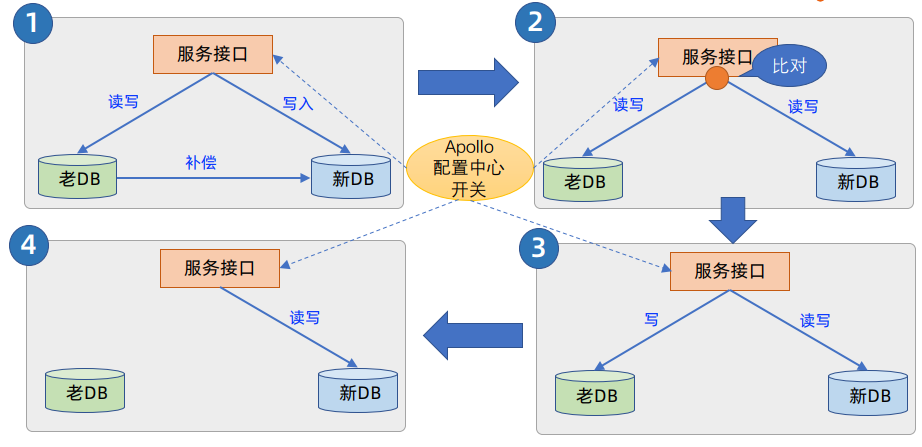 1
服务接口
读写
写入
补偿
老DB
新DB
2
服务接口
比对
读写
读写
老DB
新DB
Apollo
配置中心
开关
3
服务接口
写
读写
老DB
新DB
4
服务接口
读写
老DB
新DB